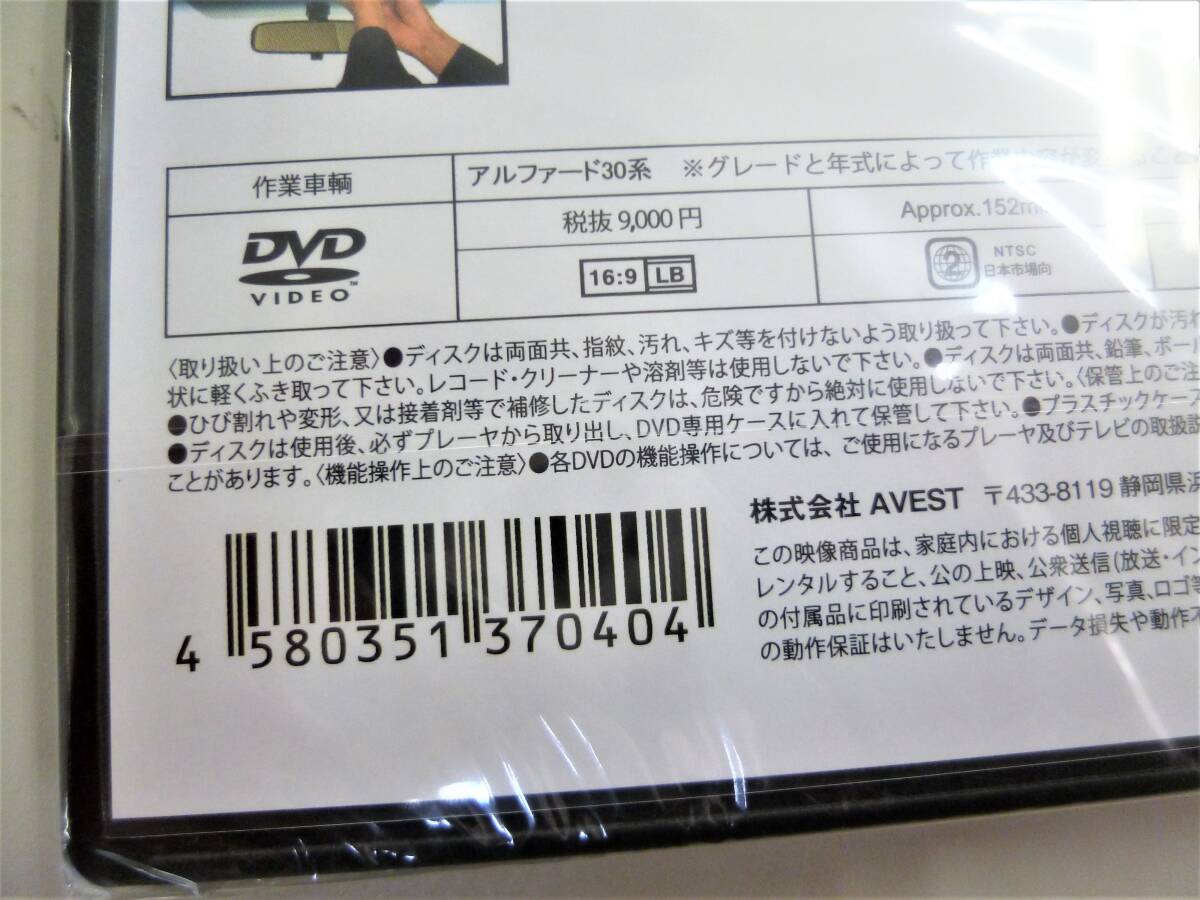 作業車輌
アルファード30系 ※グレードと年式によって作業
DVD
VIDEO
税抜 9,000 円
Approx.152m
16:9 LB
2
NTSC
日本市場向
〈取り扱い上のご注意〉●ディスクは両面共、指紋、汚れ、キズ等を付けないよう取り扱って下さい。●ディスクが汚れ
状に軽くふき取って下さい。レコード・クリーナーや溶剤等は使用しないで下さい。●ディスクは両面共、鉛筆、ボール
●ひび割れや変形、又は接着剤等で補修したディスクは、危険ですから絶対に使用しないで下さい。〈保管上のご注
●ディスクは使用後、必ずプレーヤから取り出し、DVD専用ケースに入れて保管して下さい。●プラスチックケース
ことがあります。〈機能操作上のご注意〉●各DVDの機能操作については、ご使用になるプレーヤ及びテレビの取扱説
株式会社 AVEST 〒433-8119 静岡県浜
この映像商品は、家庭内における個人視聴に限定
レンタルすること、公の上映、公衆送信(放送・イン
の付属品に印刷されているデザイン、写真、ロゴ等
の動作保証はいたしません。データ損失や動作
4 580351 370404